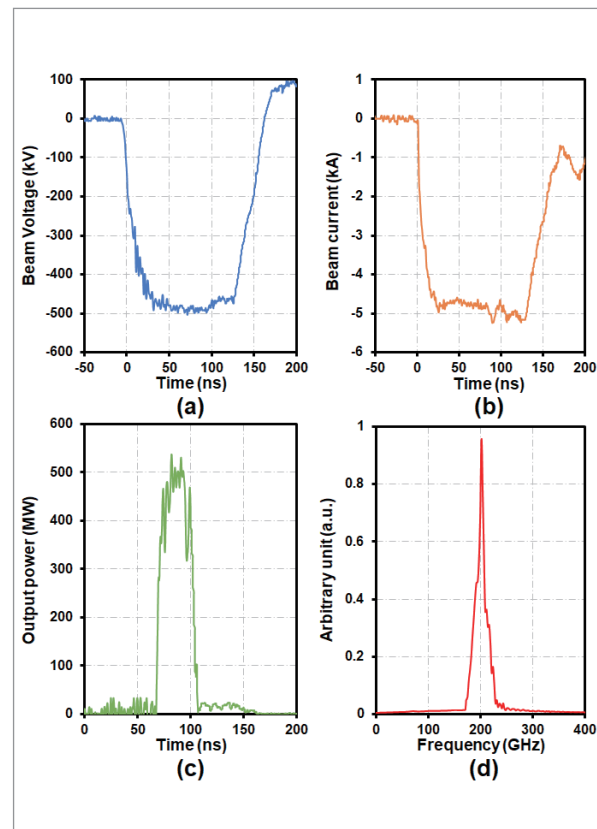 100
0
-100
-200
-300
-400
-500
-600
Beam Voltage (kV)
-50 0 50 100 150 200
Time (ns)
(a)
1
0
-1
-2
-3
-4
-5
-6
Beam current (kA)
-50 0 50 100 150 200
Time (ns)
(b)
600
500
400
300
200
100
0
Output power (MW)
0 50 100 150 200
Time (ns)
(c)
1
0.8
0.6
0.4
0.2
0
Arbitrary unit (a.u.)
0 100 200 300 400
Frequency (GHz)
(d)